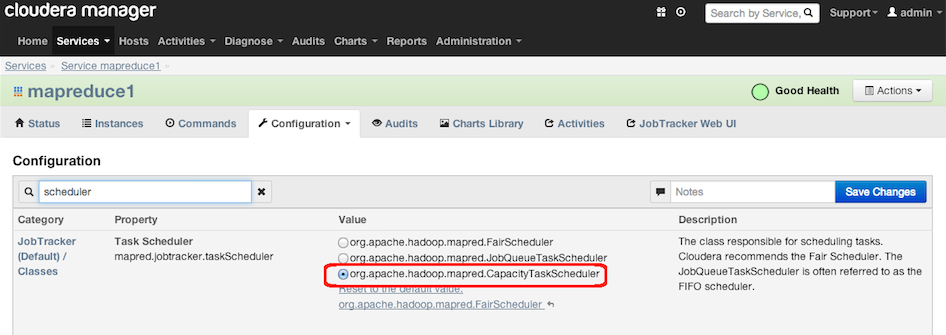 cloudera manager
Search by Service,
Support
admin
Home Services Hosts Activities Diagnose Audits Charts Reports Administration
Services » Service mapreduce1 »
mapreduce1
Good Health
Actions
Status Instances Commands Configuration Audits Charts Library Activities JobTracker Web UI
Configuration
scheduler
Notes
Save Changes
Category Property Value Description
JobTracker
(Default) /
Classes
Task Scheduler
mapred.jobtracker.taskScheduler
org.apache.hadoop.mapred.FairScheduler
org.apache.hadoop.mapred.JobQueueTaskScheduler
org.apache.hadoop.mapred.CapacityTaskScheduler
Reset to the default value:
org.apache.hadoop.mapred.FairScheduler
The class responsible for scheduling tasks.
Cloudera recommends the Fair Scheduler. The
JobQueueTaskScheduler is often referred to as the
FIFO scheduler.